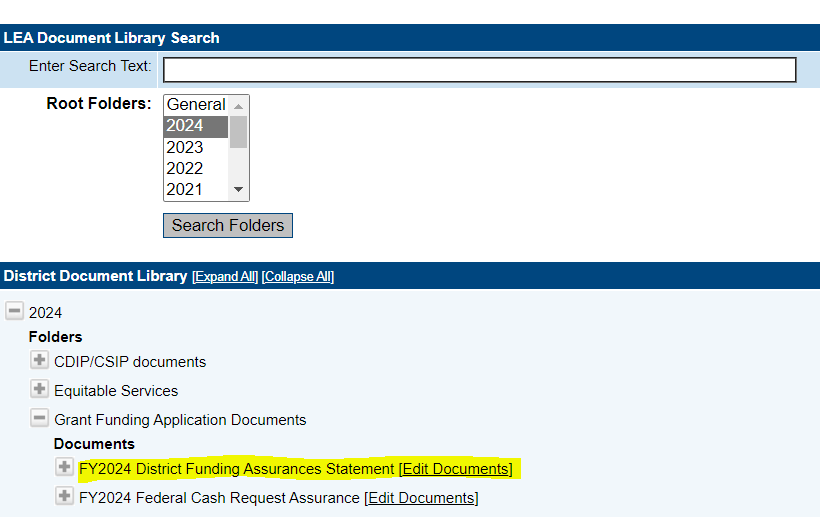 LEA Document Library Search
Enter Search Text:
Root Folders:
General
2024
2023
2022
2021
Search Folders
District Document Library [Expand All] [Collapse All]
2024
Folders
CDIP/CSIP documents
Equitable Services
Grant Funding Application Documents
Documents
FY2024 District Funding Assurances Statement [Edit Documents]
FY2024 Federal Cash Request Assurance [Edit Documents]